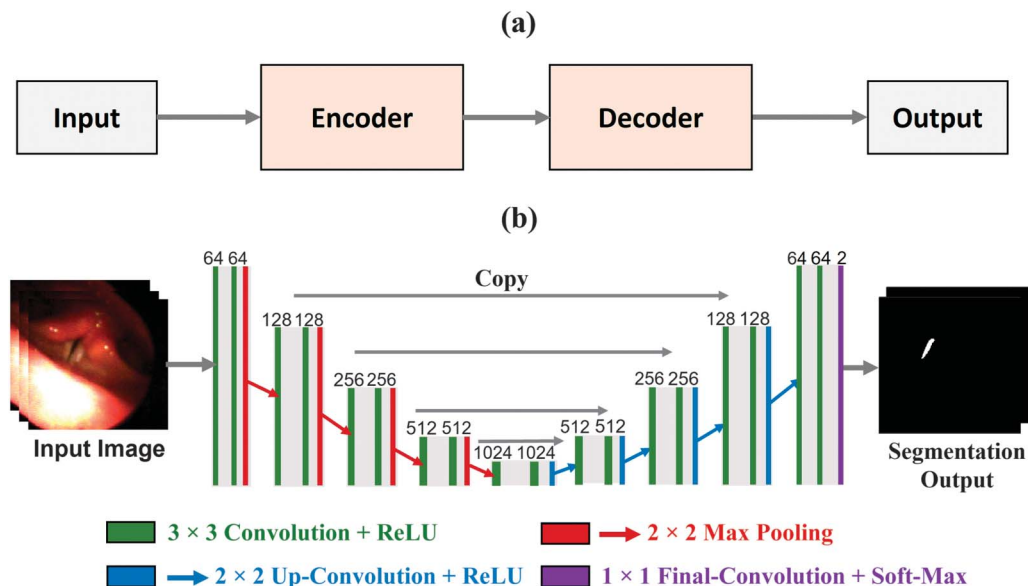 (a)
Input Encoder Decoder Output
(b)
64 64 64 64 2
Copy
128 128 128 128
256 256 256 256
512 512 512 512
1024 1024
Input Image
Segmentation
Output
3 × 3 Convolution + ReLU 2 × 2 Max Pooling
2 × 2 Up-Convolution + ReLU 1 × 1 Final-Convolution + Soft-Max